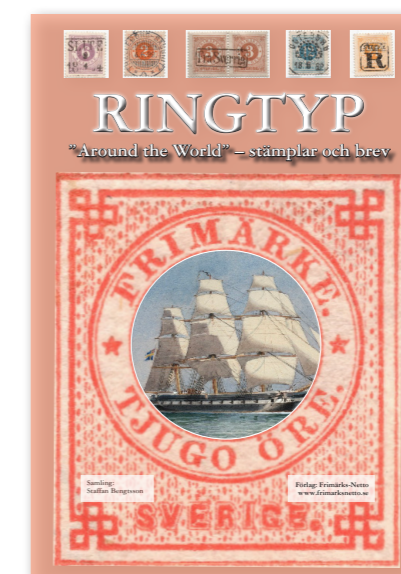 SLITE
R
RINGTYP
”Around the World” – stämplar och brev
FRIMÄRKE.
TJUGO ÖRE.
Samling:
Staffan Bengtsson
Förlag: Frimärks-Netto
www.frimarksnetto.se
SVERIGE.